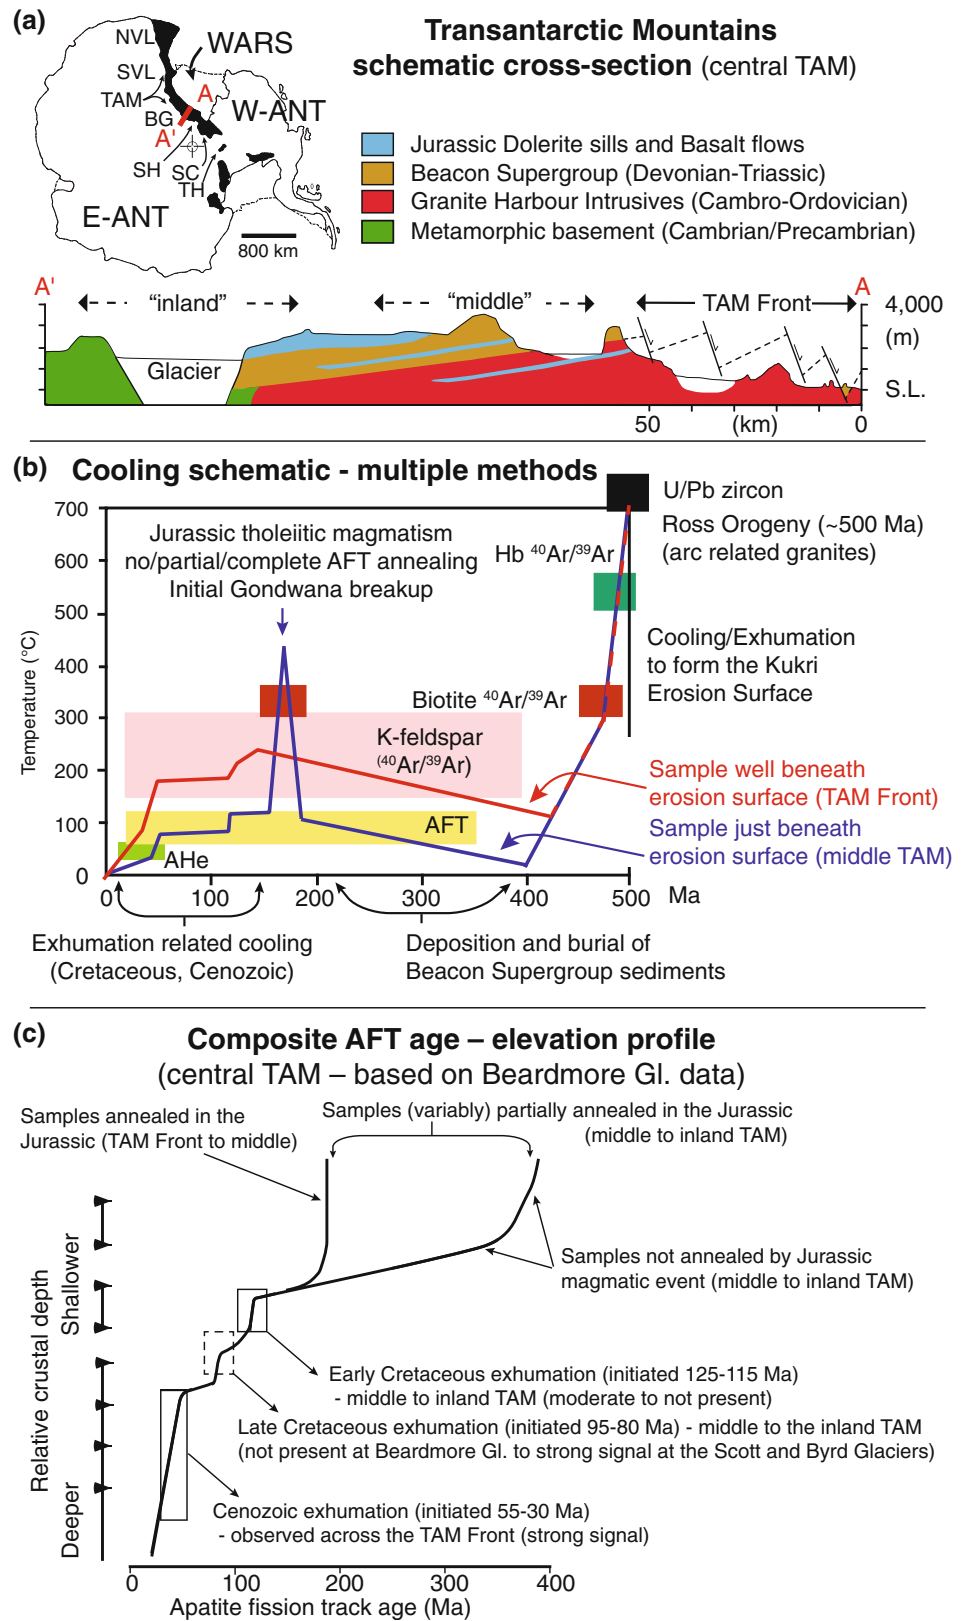 (a)
Transantarctic Mountains
schematic cross-section (central TAM)
NVL
WARS
SVL
TAM
A
BG
W-ANT
A'
SH
SC
TH
E-ANT
800 km
Jurassic Dolerite sills and Basalt flows
Beacon Supergroup (Devonian-Triassic)
Granite Harbour Intrusives (Cambro-Ordovician)
Metamorphic basement (Cambrian/Precambrian)
A'
A
"inland"
"middle"
TAM Front
4,000
(m)
Glacier
S.L.
50
(km)
0
(b)
Cooling schematic - multiple methods
U/Pb zircon
Ross Orogeny (~500 Ma)
(arc related granites)
Jurassic tholeiitic magmatism
no/partial/complete AFT annealing
Initial Gondwana breakup
Hb 40Ar/39Ar
Cooling/Exhumation
to form the Kukri
Erosion Surface
Biotite 40Ar/39Ar
K-feldspar
(40Ar/39Ar)
Sample well beneath
erosion surface (TAM Front)
Sample just beneath
erosion surface (middle TAM)
AFT
AHe
Temperature (°C)
700
600
500
400
300
200
100
0
0
100
200
300
400
500
Ma
Exhumation related cooling
(Cretaceous, Cenozoic)
Deposition and burial of
Beacon Supergroup sediments
(c)
Composite AFT age – elevation profile
(central TAM – based on Beardmore Gl. data)
Samples annealed in the
Jurassic (TAM Front to middle)
Samples (variably) partially annealed in the Jurassic
(middle to inland TAM)
Samples not annealed by Jurassic
magmatic event (middle to inland TAM)
Early Cretaceous exhumation (initiated 125-115 Ma)
- middle to inland TAM (moderate to not present)
Late Cretaceous exhumation (initiated 95-80 Ma) - middle to the inland TAM
(not present at Beardmore Gl. to strong signal at the Scott and Byrd Glaciers)
Cenozoic exhumation (initiated 55-30 Ma)
- observed across the TAM Front (strong signal)
Relative crustal depth
Shallower
Deeper
0
100
200
300
400
Apatite fission track age (Ma)